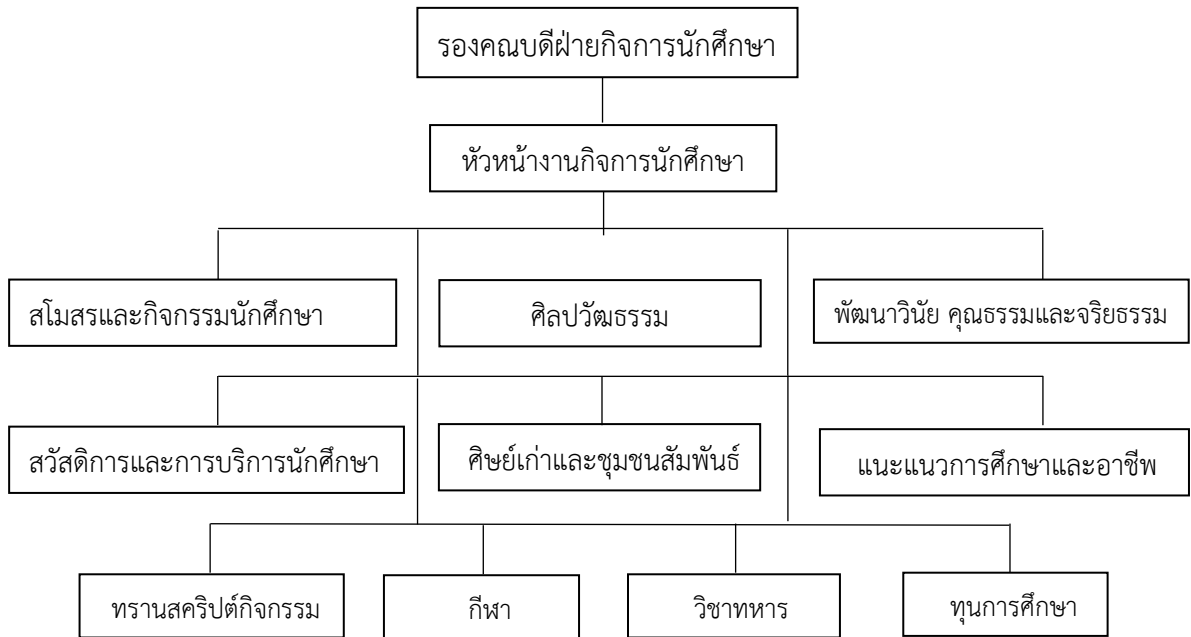 รองคณบดีฝ่ายกิจการนักศึกษา
หัวหน้างานกิจการนักศึกษา
สโมสรและกิจกรรมนักศึกษา
ศิลปวัฒธรรม
พัฒนาวินัย คุณธรรมและจริยธรรม
สวัสดิการและการบริการนักศึกษา
ศิษย์เก่าและชุมชนสัมพันธ์
แนะแนวการศึกษาและอาชีพ
ทรานสคริปต์กิจกรรม
กีฬา
วิชาทหาร
ทุนการศึกษา